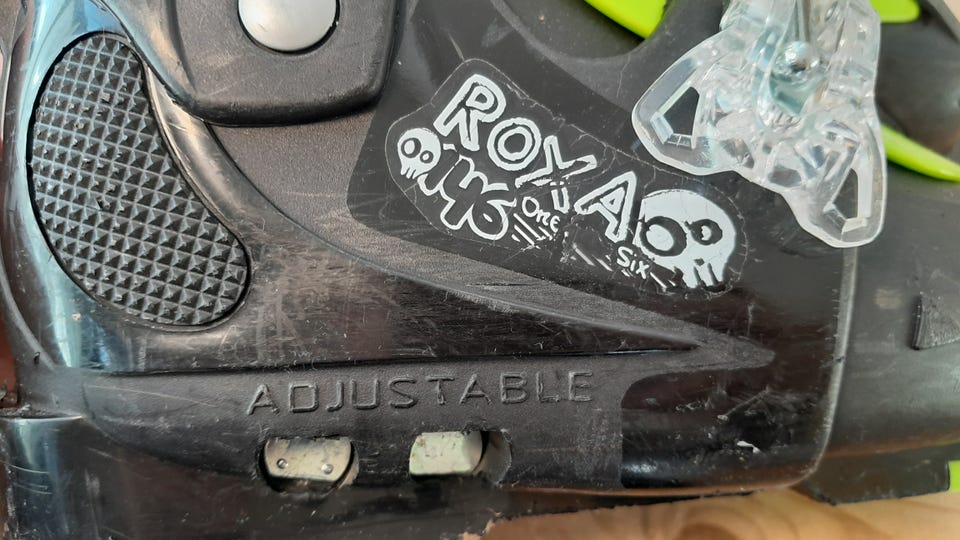 ROXA
One
Six
ADJUSTABLE